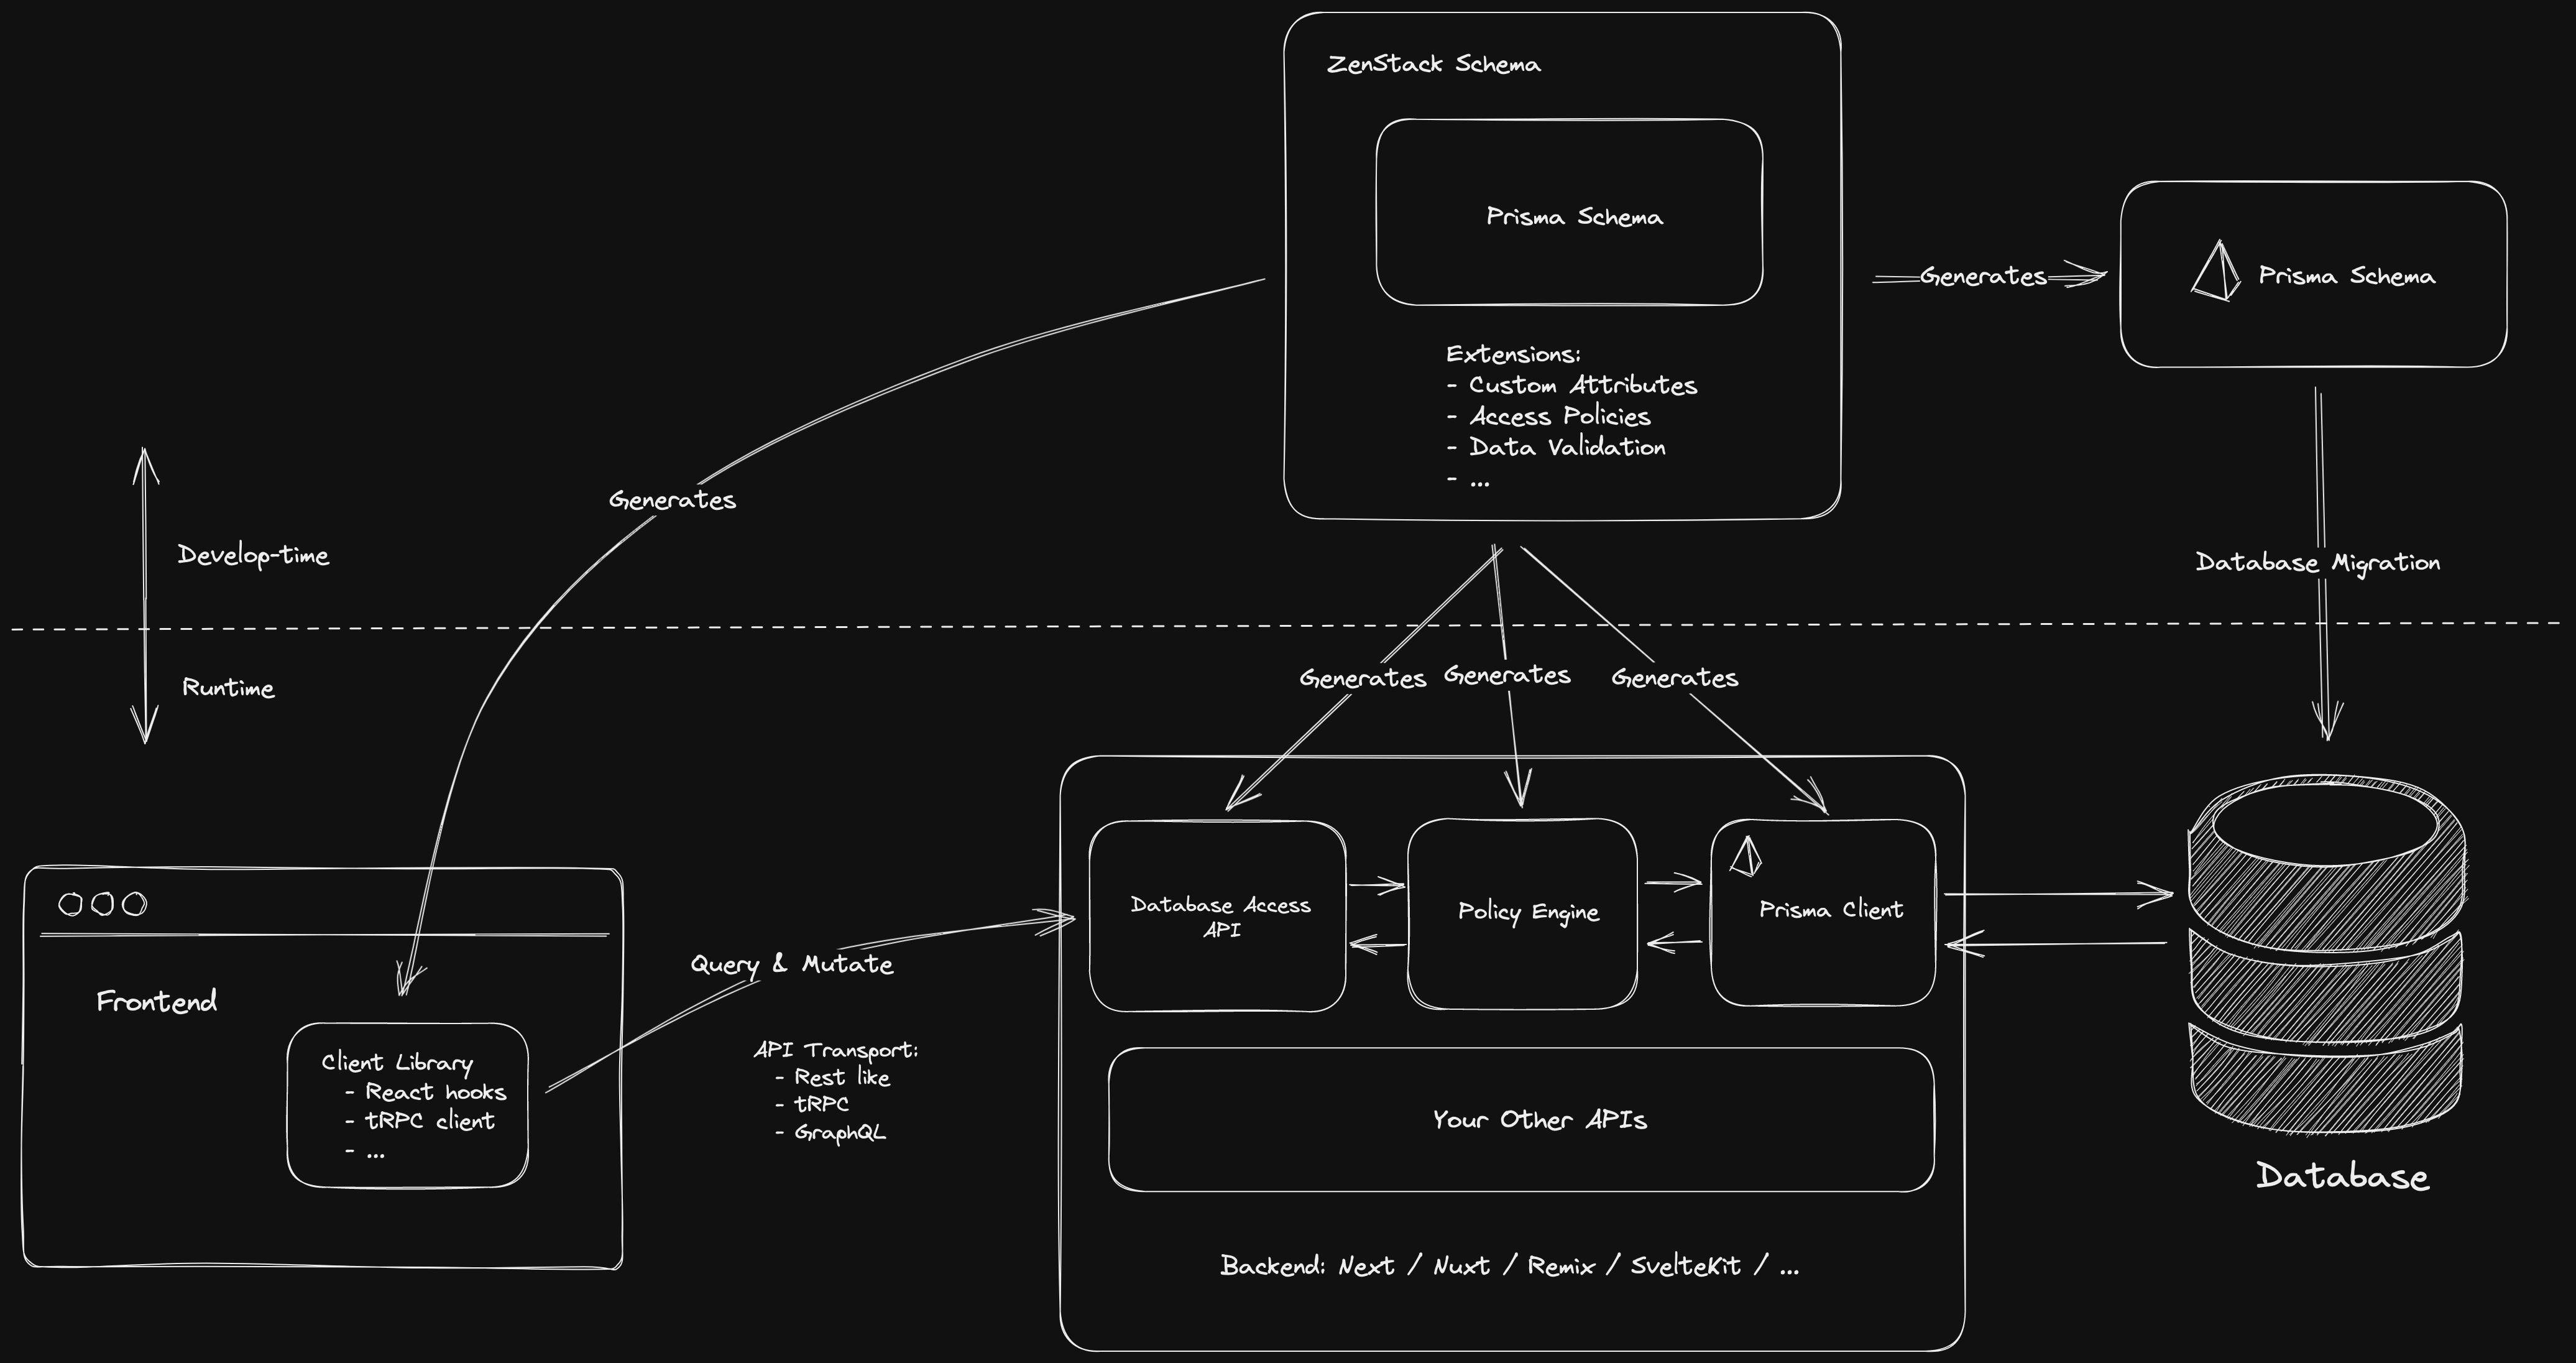 ZenStack Schema
Prisma Schema
Extensions:
- Custom Attributes
- Access Policies
- Data Validation
- ...
Generates
Prisma Schema
Generates
Develop-time
Runtime
Database Migration
Generates
Generates
Generates
Frontend
Client Library
- React hooks
- tRPC client
- ...
Query & Mutate
API Transport:
- Rest like
- tRPC
- GraphQL
Database Access
API
Policy Engine
Prisma Client
Your Other APIs
Backend: Next / Nuxt / Remix / SvelteKit / ...
Database